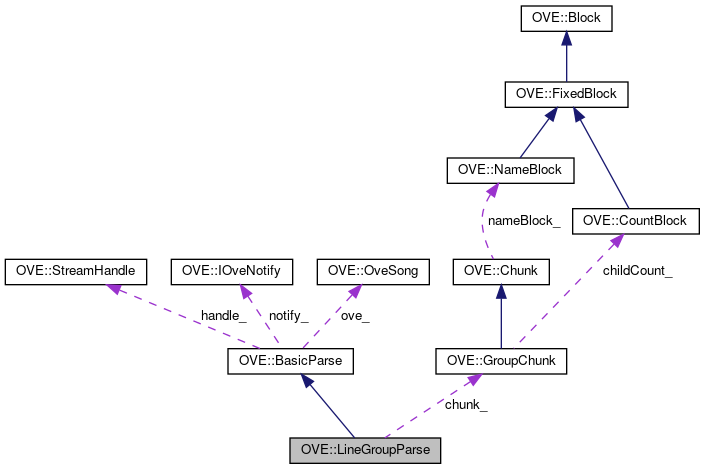 OVE::Block
OVE::FixedBlock
OVE::NameBlock
OVE::CountBlock
nameBlock_
OVE::StreamHandle
OVE::IOveNotify
OVE::OveSong
OVE::Chunk
childCount_
handle_
notify_
ove_
OVE::BasicParse
OVE::GroupChunk
chunk_
OVE::LineGroupParse